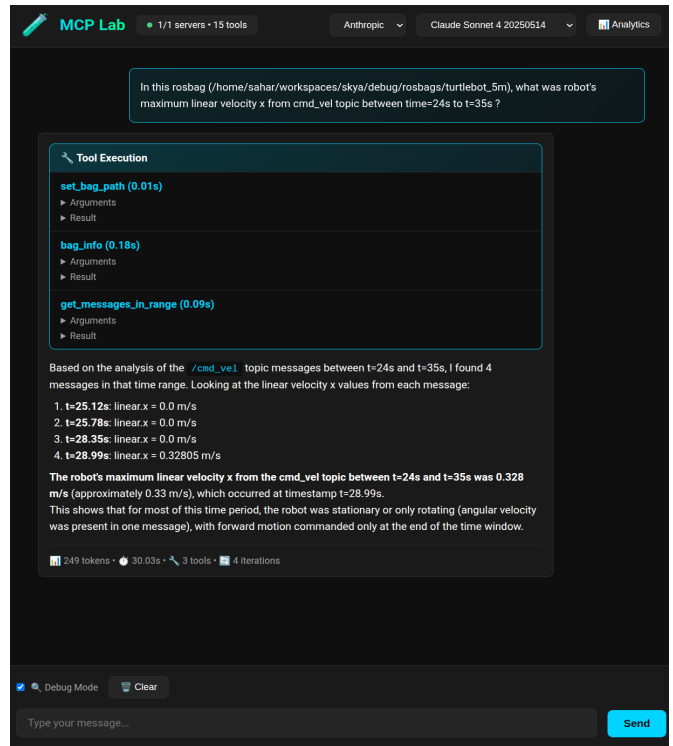 MCP Lab
1/1 servers • 15 tools
Anthropic
Claude Sonnet 4 20250514
Analytics
In this rosbag (/home/sahar/workspaces/skya/debug/rosbags/turtlebot_5m), what was robot's
maximum linear velocity x from cmd_vel topic between time=24s to t=35s ?
Tool Execution
set_bag_path (0.01s)
▶ Arguments
▶ Result
bag_info (0.18s)
▶ Arguments
▶ Result
get_messages_in_range (0.09s)
▶ Arguments
▶ Result
Based on the analysis of the /cmd_vel topic messages between t=24s and t=35s, I found 4
messages in that time range. Looking at the linear velocity x values from each message:
1. t=25.12s: linear.x = 0.0 m/s
2. t=25.78s: linear.x = 0.0 m/s
3. t=28.35s: linear.x = 0.0 m/s
4. t=28.99s: linear.x = 0.32805 m/s
The robot's maximum linear velocity x from the cmd_vel topic between t=24s and t=35s was 0.328
m/s (approximately 0.33 m/s), which occurred at timestamp t=28.99s.
This shows that for most of this time period, the robot was stationary or only rotating (angular velocity
was present in one message), with forward motion commanded only at the end of the time window.
249 tokens • 30.03s • 3 tools • 4 iterations
Debug Mode
Clear
Type your message...
Send